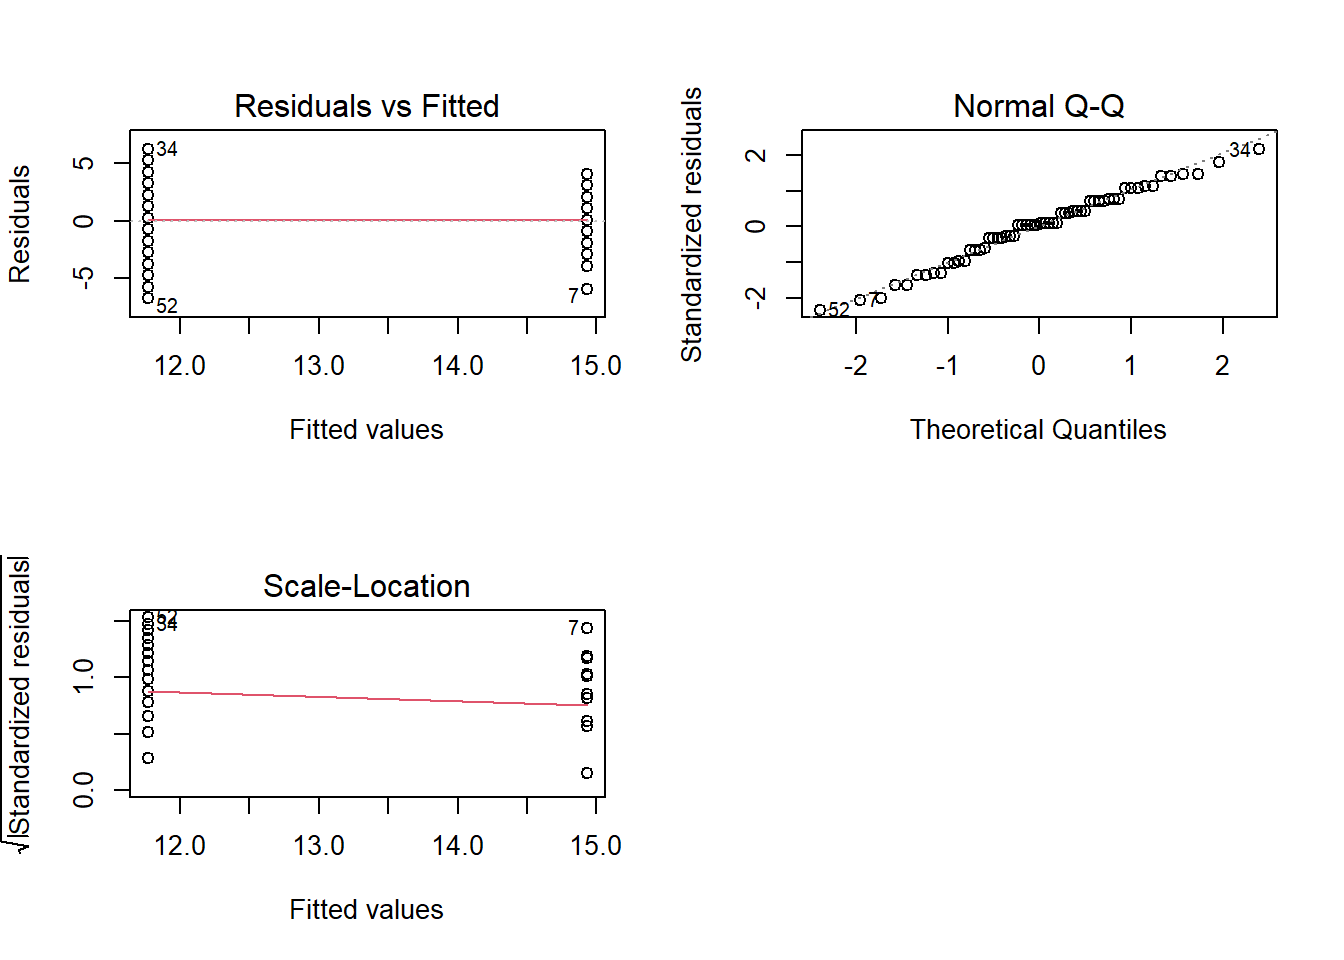 Residuals vs Fitted
Residuals
5
0
-5
34
52
7
12.0 13.0 14.0 15.0
Fitted values
Normal Q-Q
Standardized residuals
2
0
-2
34
52
7
-2 -1 0 1 2
Theoretical Quantiles
Scale-Location
√|Standardized residuals|
1.0
0.0
52
34
7
12.0 13.0 14.0 15.0
Fitted values